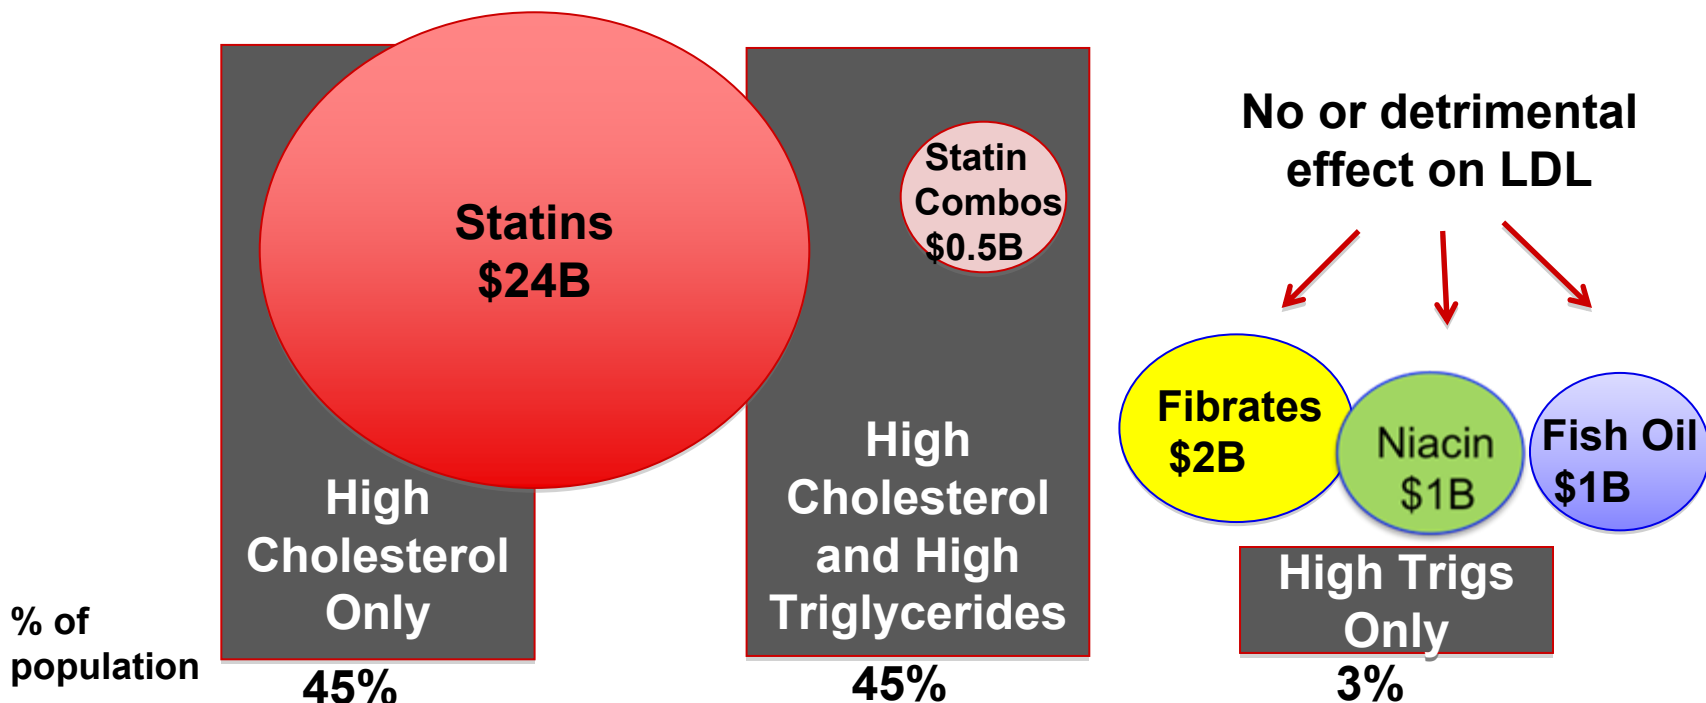 Statins
$24B
High
Cholesterol
Only
45%
Statin
Combos
$0.5B
High
Cholesterol
and High
Triglycerides
45%
No or detrimental
effect on LDL
Fibrates
$2B
Niacin
$1B
Fish Oil
$1B
High Trigs
Only
3%
% of
population